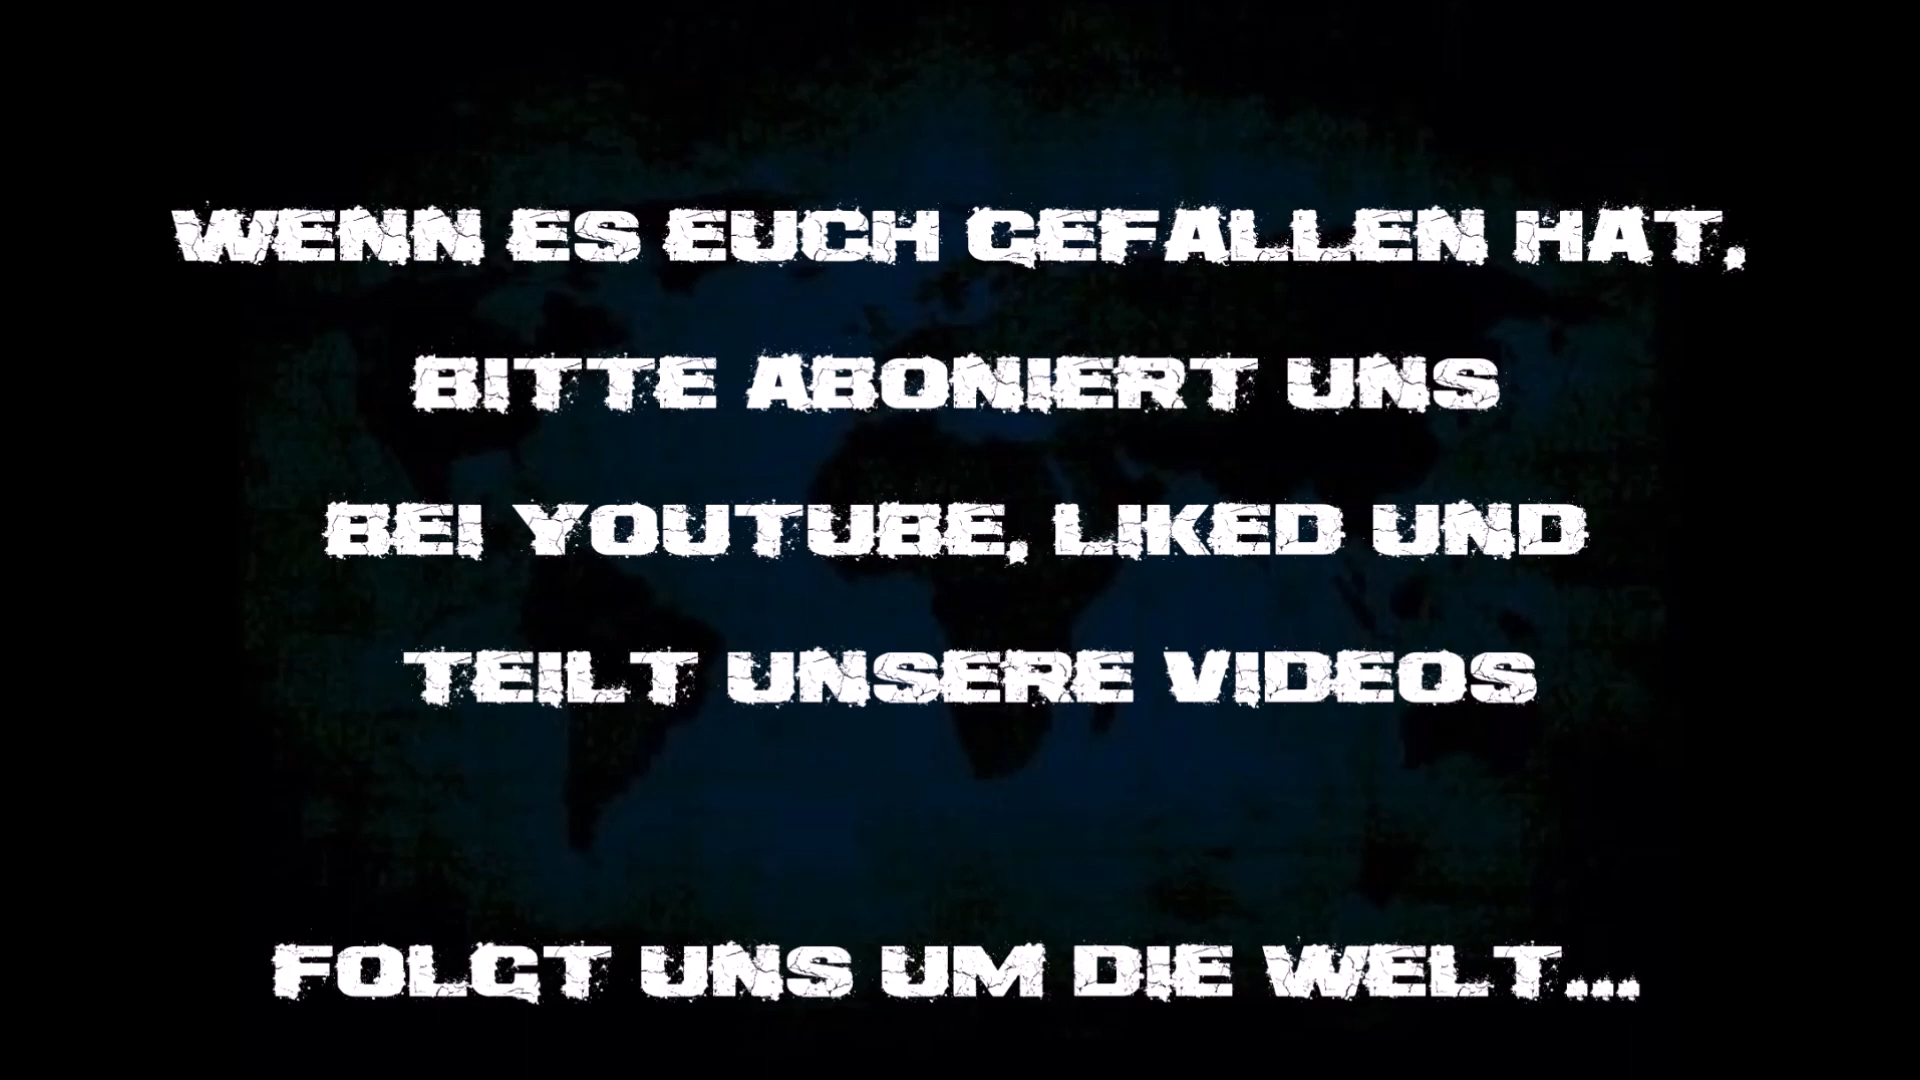 WENN ES EUCH GEFALLEN HAT,
BITTE ABONIERT UNS
BEI YOUTUBE, LIKED UND
TEILT UNSERE VIDEOS
FOLGT UNS UM DIE WELT...